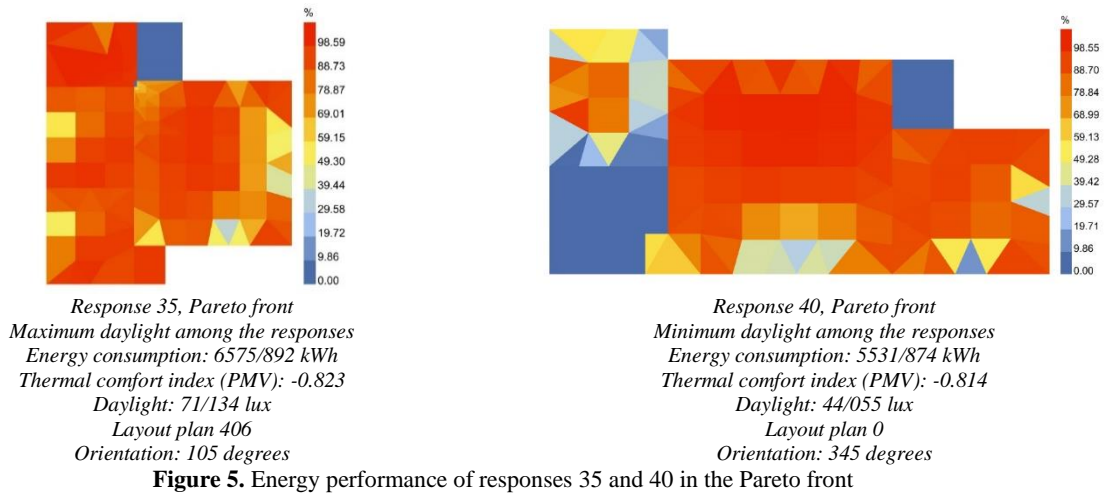 %
98.59
88.73
78.87
69.01
59.15
49.30
39.44
29.58
19.72
9.86
0.00
%
98.55
88.70
78.84
68.99
59.13
49.28
39.42
29.57
19.71
9.86
0.00
Response 35, Pareto front
Maximum daylight among the responses
Energy consumption: 6575/892 kWh
Thermal comfort index (PMV): -0.823
Daylight: 71/134 lux
Layout plan 406
Orientation: 105 degrees
Response 40, Pareto front
Minimum daylight among the responses
Energy consumption: 5531/874 kWh
Thermal comfort index (PMV): -0.814
Daylight: 44/055 lux
Layout plan 0
Orientation: 345 degrees
Figure 5. Energy performance of responses 35 and 40 in the Pareto front